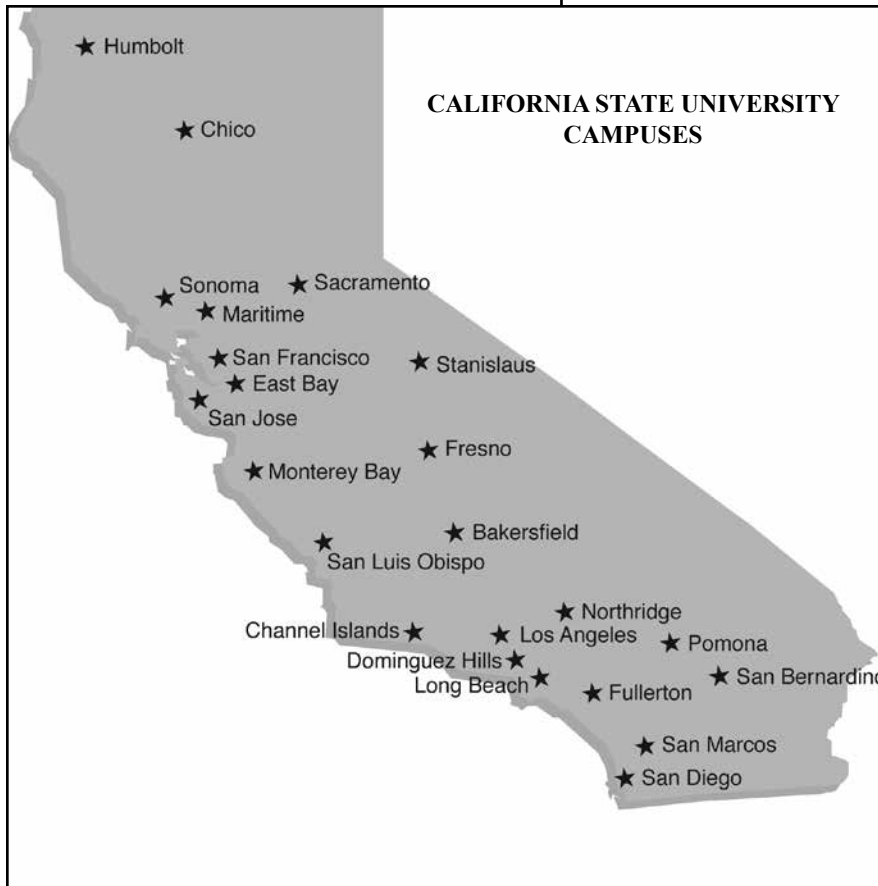 Humbolt
CALIFORNIA STATE UNIVERSITY
CAMPUSES
Chico
Sonoma
Sacramento
Maritime
San Francisco
Stanislaus
East Bay
San Jose
Fresno
Monterey Bay
Bakersfield
San Luis Obispo
Northridge
Channel Islands
Los Angeles
Pomona
Dominguez Hills
Long Beach
San Bernardino
Fullerton
San Marcos
San Diego